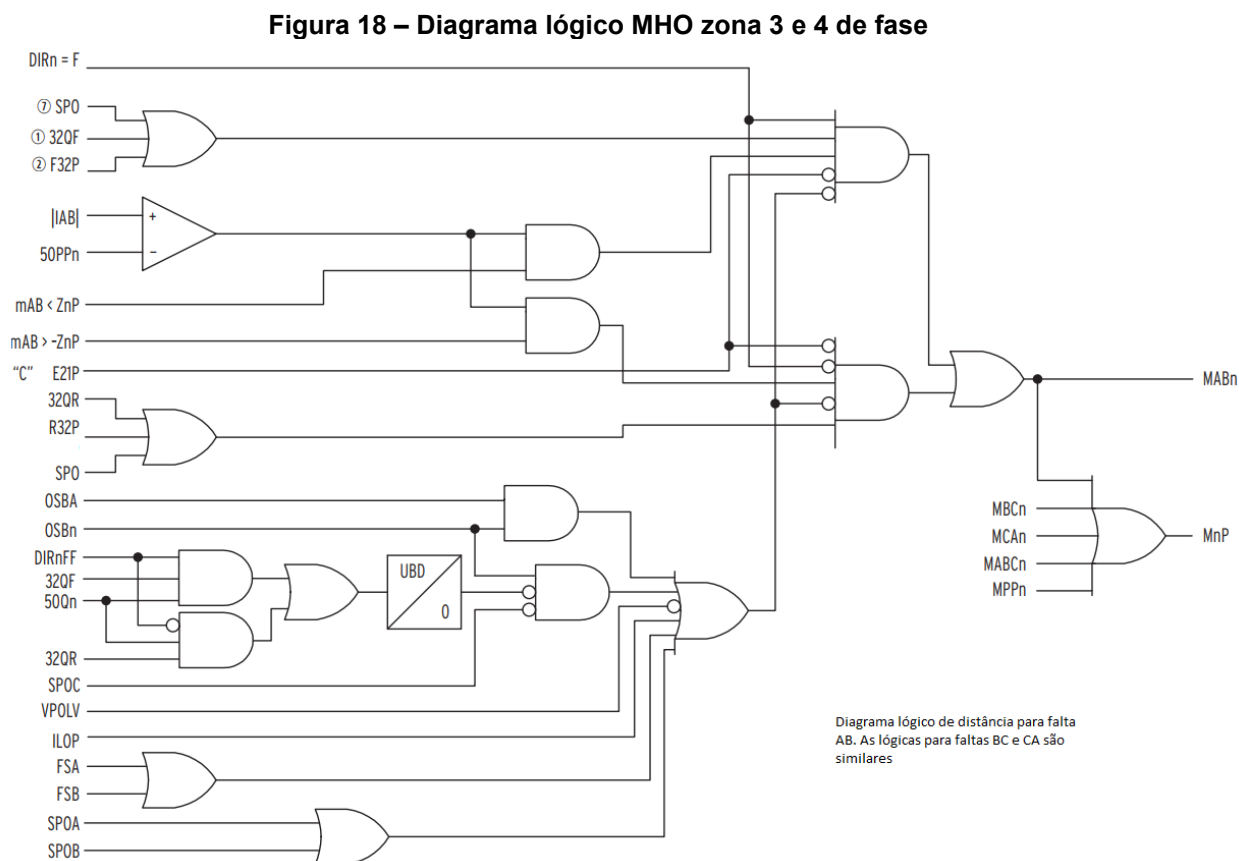 Figura 18 – Diagrama lógico MHO zona 3 e 4 de fase
DIRn = F
⑦ SPO
① 32QF
② F32P
|IAB|
+
50PPn
−
mAB < ZnP
mAB > -ZnP
“C” E21P
32QR
R32P
SPO
MABn
OSBA
OSBn
DIRnFF
32QF
50Qn
UBD
0
32QR
SPOC
VPOLV
ILOP
FSA
FSB
SPOA
SPOB
MBCn
MCAn
MABCn
MPPn
MnP
Diagrama lógico de distância para falta
AB. As lógicas para faltas BC e CA são
similares